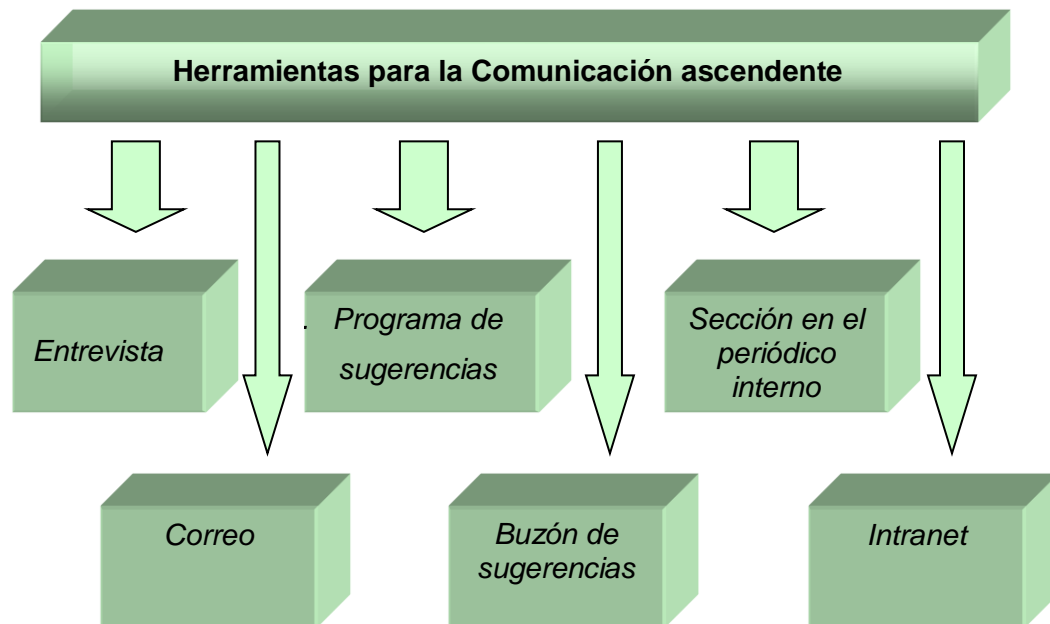 Herramientas para la Comunicación ascendente
Entrevista
. Programa de
sugerencias
Sección en el
periódico
interno
Correo
Buzón de
sugerencias
Intranet